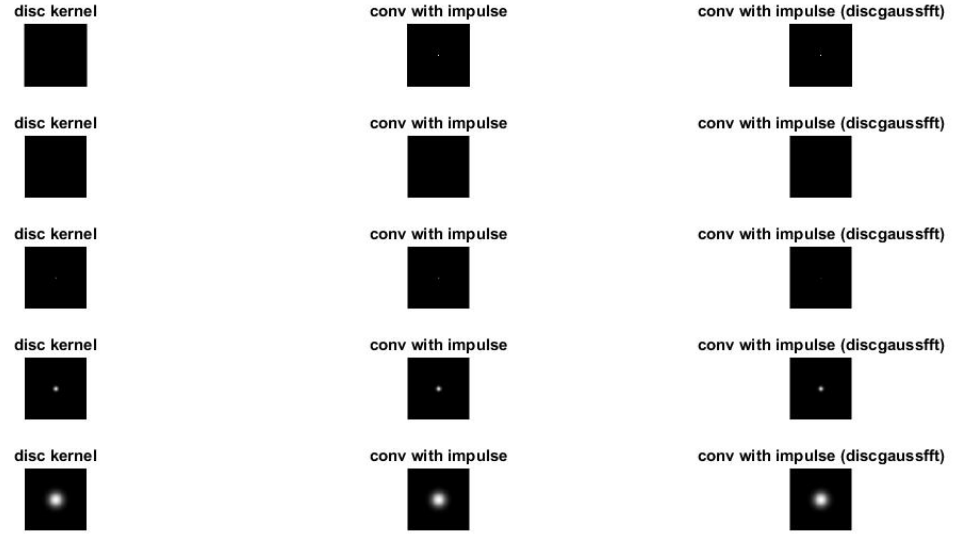 disc kernel conv with impulse conv with impulse (discgaussfft)
disc kernel conv with impulse conv with impulse (discgaussfft)
disc kernel conv with impulse conv with impulse (discgaussfft)
disc kernel conv with impulse conv with impulse (discgaussfft)
disc kernel conv with impulse conv with impulse (discgaussfft)